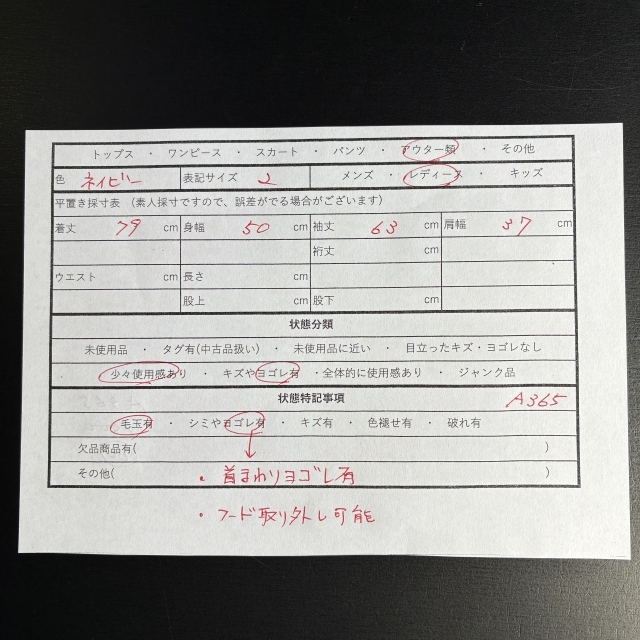 トップス ・ ワンピース ・ スカート ・ パンツ ・ アウター類 ・ その他
色 ネイビー 表記サイズ 2 メンズ ・ レディース ・ キッズ
平置き採寸表 (素人採寸ですので、誤差がでる場合がございます)
着丈 79 cm 身幅 50 cm 袖丈 63 cm 肩幅 37 cm
裄丈 cm
ウエスト cm 長さ cm
股上 cm 股下 cm
状態分類
未使用品 ・ タグ有(中古品扱い) ・ 未使用品に近い ・ 目立ったキズ・ヨゴレなし
少々使用感あり ・ キズやヨゴレ有 ・全体的に使用感あり ・ ジャンク品
状態特記事項 A365
毛玉有 ・ シミやヨゴレ有 ・ キズ有 ・ 色褪せ有 ・ 破れ有
欠品商品有( )
その他( ・首まわりヨゴレ有 )
・フード取り外し可能